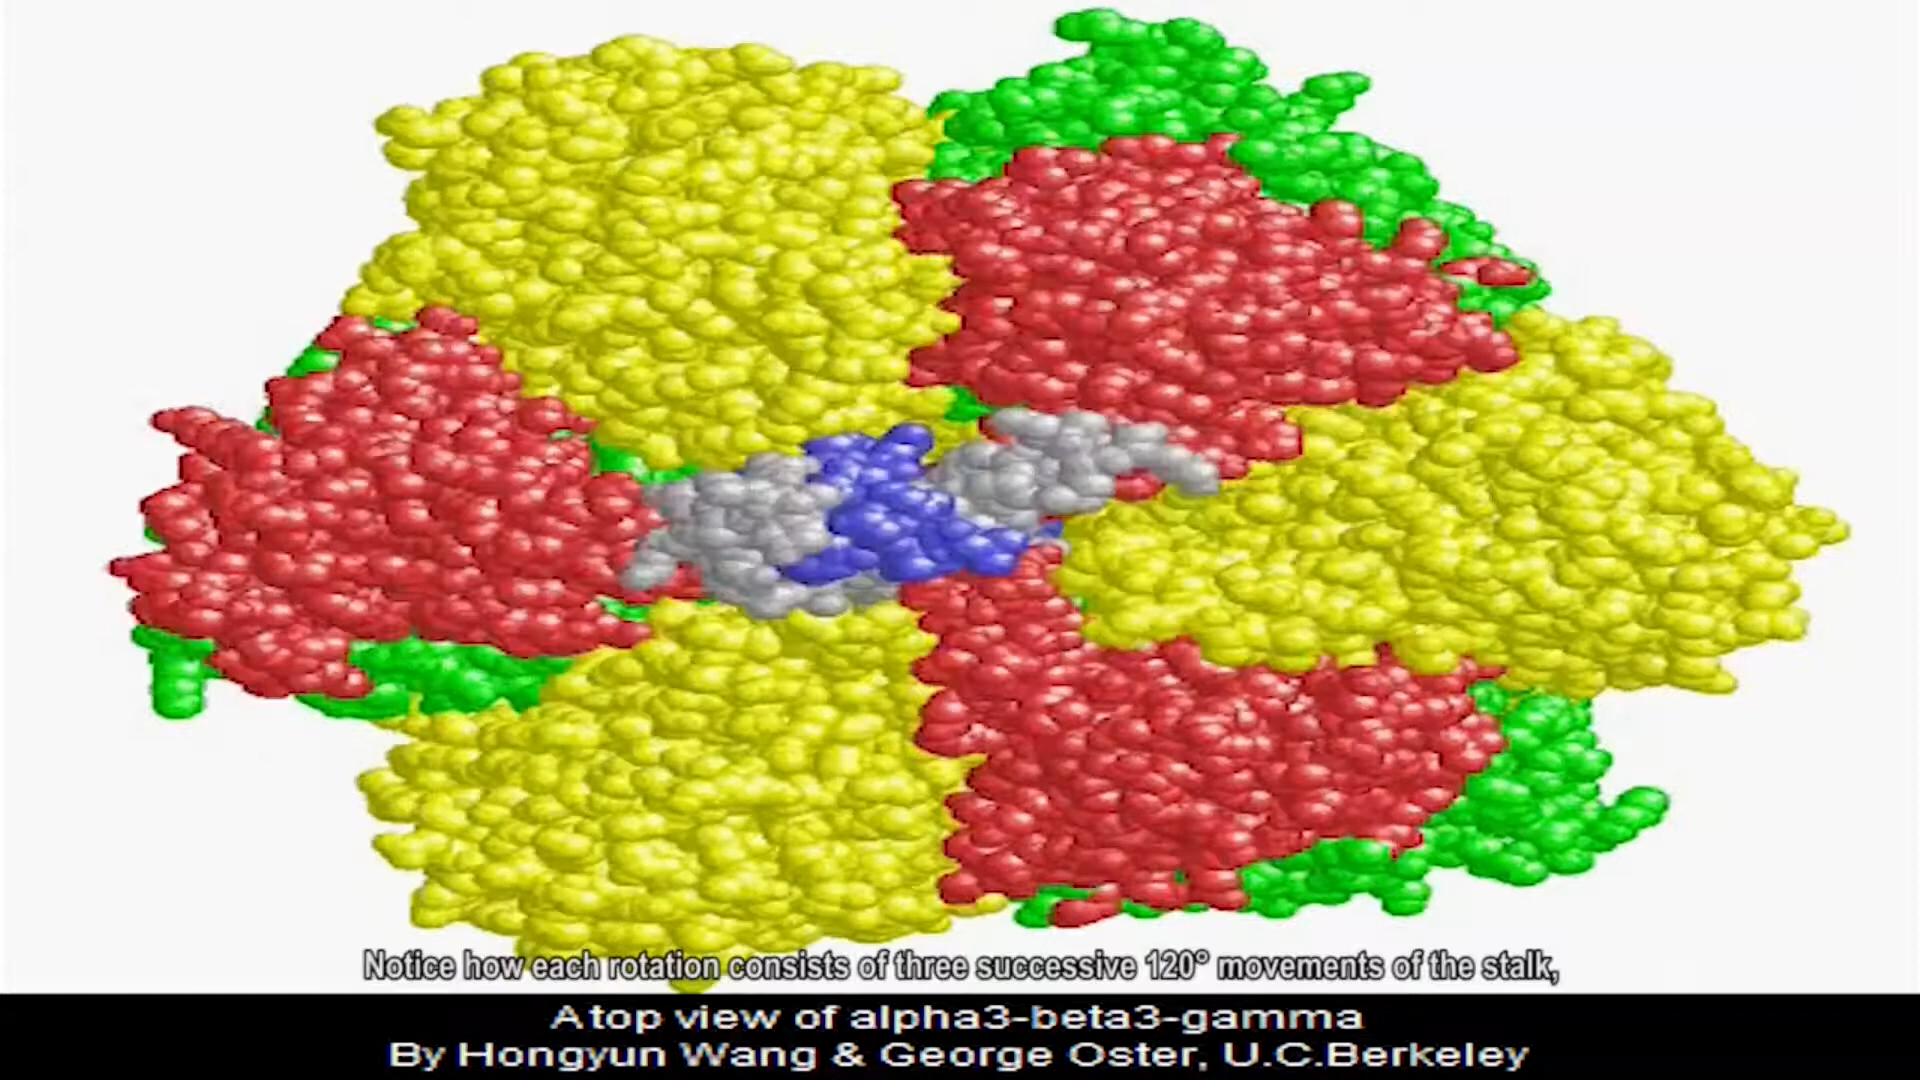 Notice how each rotation consists of three successive 120° movements of the stalk,
A top view of alpha3-beta3-gamma
By Hongyun Wang & George Oster, U.C.Berkeley